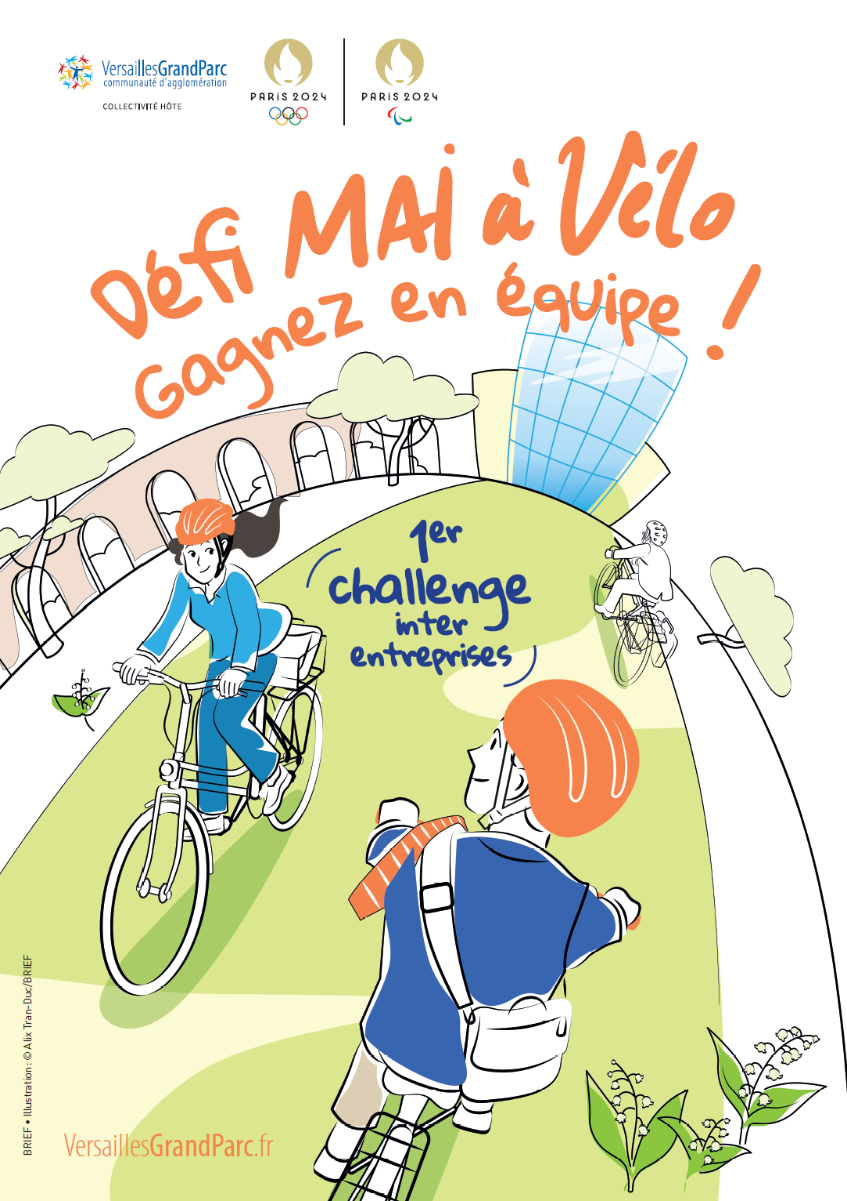 VersaillesGrandParc
communauté d'agglomération
COLLECTIVITÉ HÔTE
PARIS 2024
PARIS 2024
Défi MAI à Vélo
Gagnez en équipe !
1er
challenge
inter
entreprises
BRIEF • Illustration : © Alix Tran-Duc/BRIEF
VersaillesGrandParc.fr